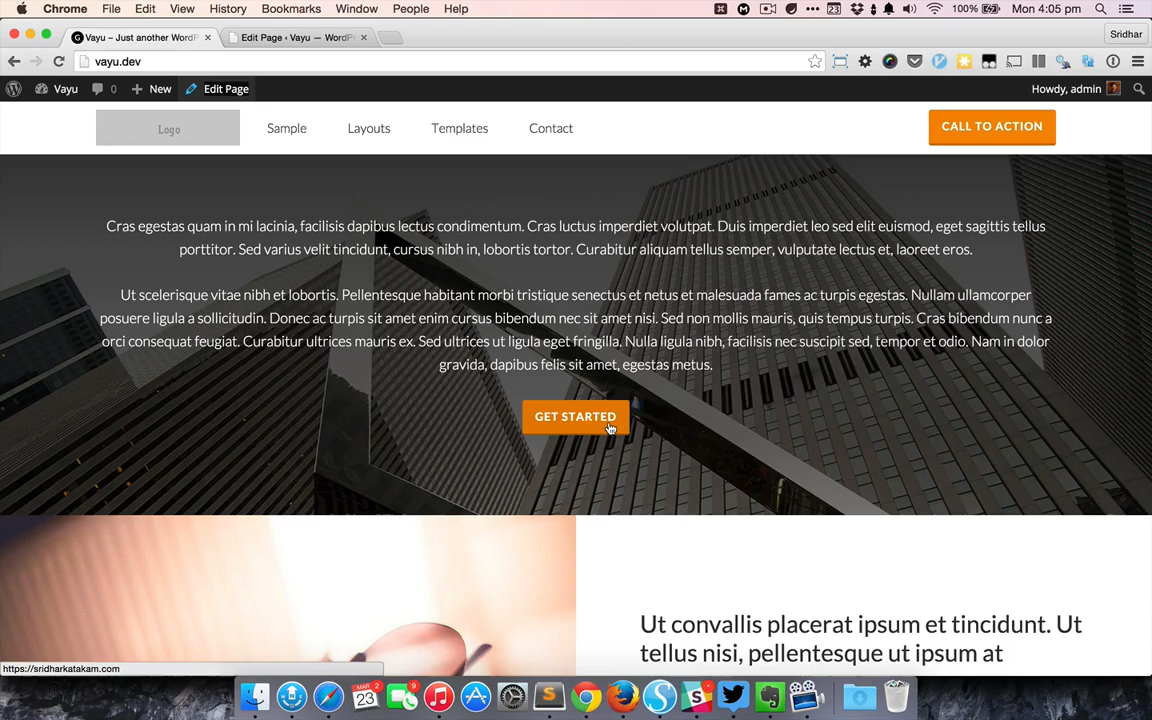 Chrome File Edit View History Bookmarks Window People Help 23 100% Mon 4:05 pm
Vayu – Just another WordP × Edit Page ‹ Vayu — WordP × Sridhar
vayu.dev
Vayu 0 + New Edit Page Howdy, admin
Logo Sample Layouts Templates Contact CALL TO ACTION
Cras egestas quam in mi lacinia, facilisis dapibus lectus condimentum. Cras luctus imperdiet volutpat. Duis imperdiet leo sed elit euismod, eget sagittis tellus
porttitor. Sed varius velit tincidunt, cursus nibh in, lobortis tortor. Curabitur aliquam tellus semper, vulputate lectus et, laoreet eros.
Ut scelerisque vitae nibh et lobortis. Pellentesque habitant morbi tristique senectus et netus et malesuada fames ac turpis egestas. Nullam ullamcorper
posuere ligula a sollicitudin. Donec ac turpis sit amet enim cursus bibendum nec sit amet nisi. Sed non mollis mauris, quis tempus turpis. Cras bibendum nunc a
orci consequat feugiat. Curabitur ultrices mauris ex. Sed ultrices ut ligula eget fringilla. Nulla ligula nibh, facilisis nec suscipit sed, tempor et odio. Nam in dolor
gravida, dapibus felis sit amet, egestas metus.
GET STARTED
Ut convallis placerat ipsum et tincidunt. Ut
tellus nisi, pellentesque ut ipsum at
https://sridharkatakam.com
MAR 2 9
23